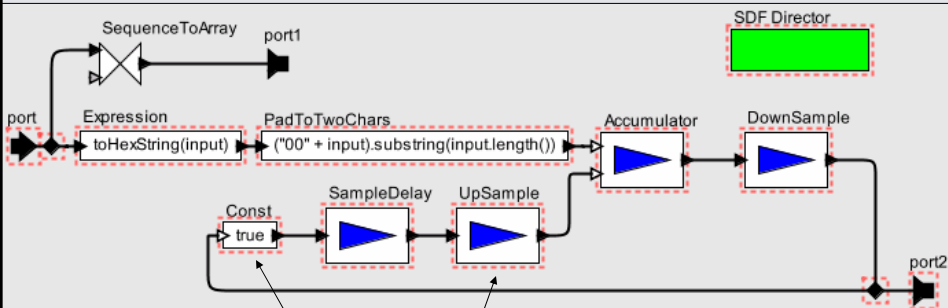 SDF Director
SequenceToArray
port1
port
Expression
toHexString(input)
PadToTwoChars
("00" + input).substring(input.length())
Accumulator
DownSample
Const
true
SampleDelay
UpSample
port2